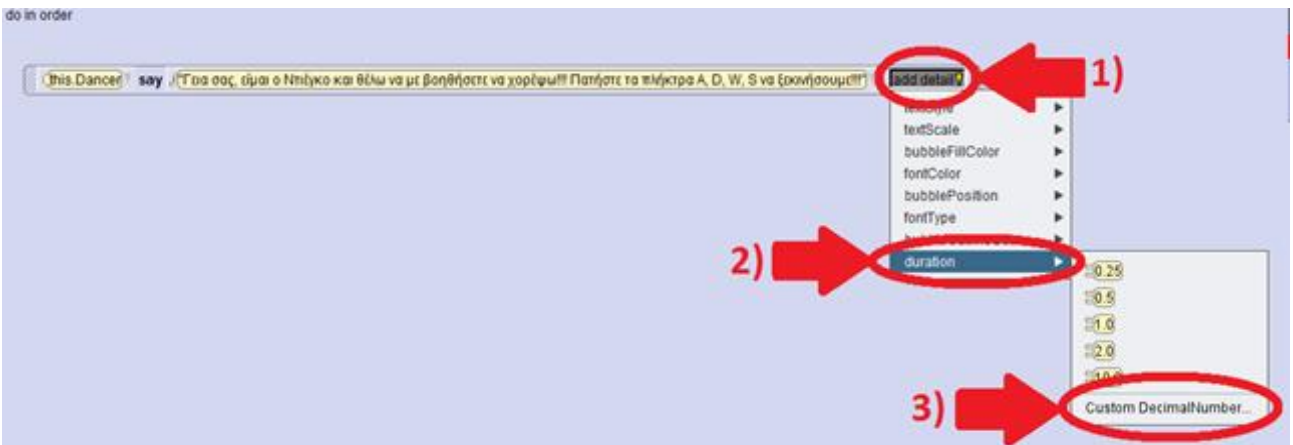 do in order
this.Dancer say "Γεια σας, είμαι ο Ντιέγκο και θέλω να με βοηθήσετε να χορέψω!!! Πατήστε τα πλήκτρα A, D, W, S να ξεκινήσουμε!!!" add detail
1)
textStyle
textScale
bubbleFillColor
fontColor
bubblePosition
fontType
2)
duration
0.25
0.5
1.0
2.0
3)
Custom DecimalNumber...